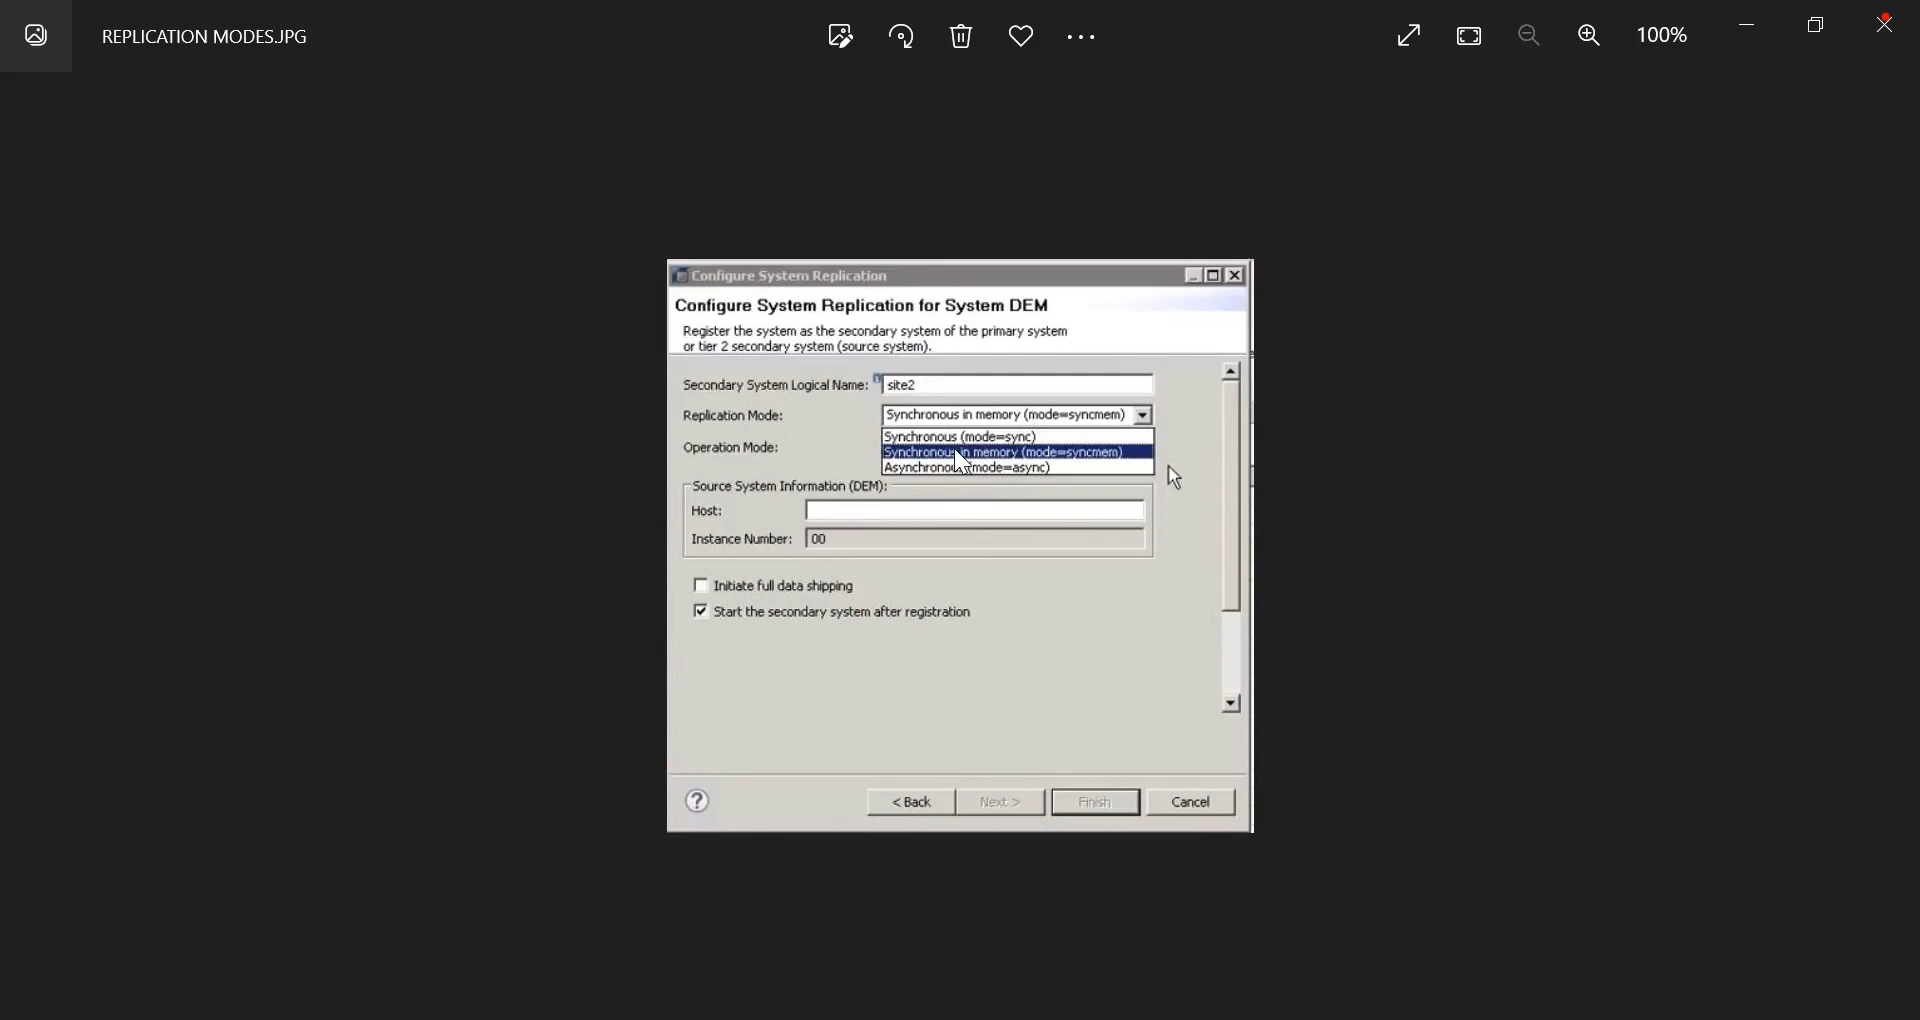 REPLICATION MODES.JPG
100%
Configure System Replication
Configure System Replication for System DEM
Register the system as the secondary system of the primary system
or tier 2 secondary system (source system).
Secondary System Logical Name: site2
Replication Mode: Synchronous in memory (mode=syncmem)
Synchronous (mode=sync)
Operation Mode:
Synchronous in memory (mode=syncmem)
Asynchronous (mode=async)
Source System Information (DEM):
Host:
Instance Number: 00
Initiate full data shipping
Start the secondary system after registration
? < Back Next > Finish Cancel